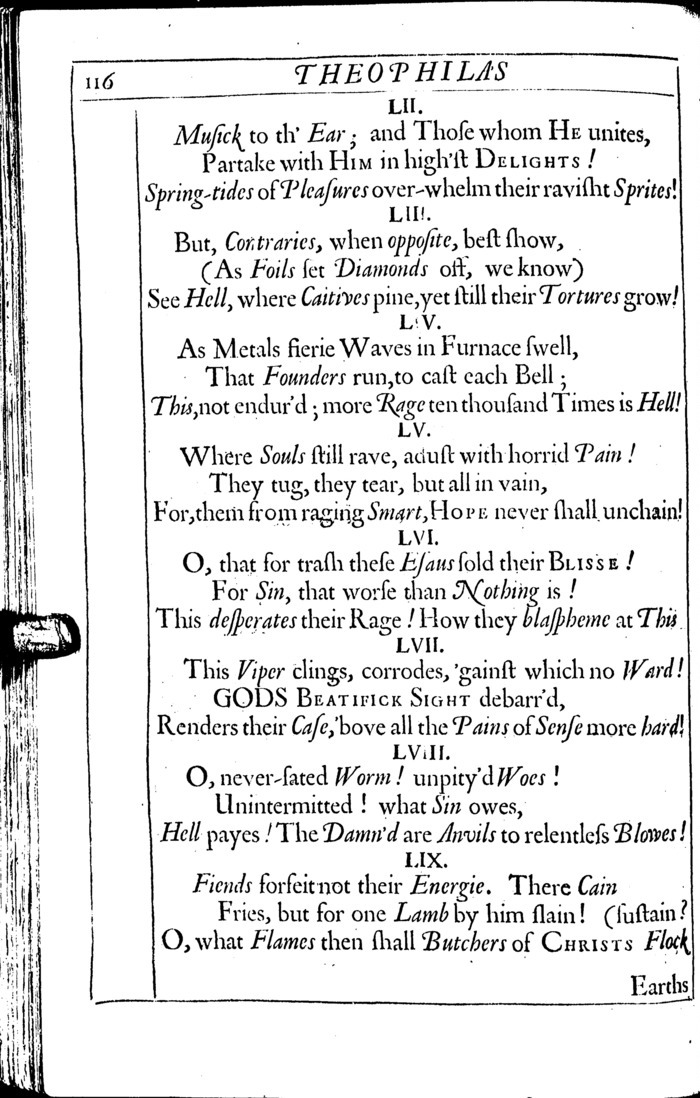 116 THEOPHILAS
LII.
Muſick to th' Ear; and Thoſe whom HE unites,
Partake with HIM in high'ſt DELIGHTS!
Spring-tides of Pleaſures over-whelm their raviſht Sprites!
LIII.
But, Contraries, when oppoſite, beſt ſhow,
(As Foils ſet Diamonds off, we know)
See Hell, where Caitives pine, yet ſtill their Tortures grow!
LIV.
As Metals fierie Waves in Furnace ſwell,
That Founders run, to caſt each Bell;
This, not endur'd; more Rage ten thouſand Times is Hell!
LV.
Where Souls ſtill rave, aduſt with horrid Pain!
They tug, they tear, but all in vain,
For, them from raging Smart, HOPE never ſhall unchain!
LVI.
O, that for traſh theſe Eſaus ſold their BLISSE!
For Sin, that worſe than Nothing is!
This deſperates their Rage! How they blaſpheme at This
LVII.
This Viper clings, corrodes, 'gainſt which no Ward!
GODS BEATIFICK SIGHT debarr'd,
Renders their Caſe, 'bove all the Pains of Senſe more hard!
LVIII.
O, never-ſated Worm! unpity'd Woes!
Unintermitted! what Sin owes,
Hell payes! The Damn'd are Anvils to relentleſs Blowes!
LIX.
Fiends forfeit not their Energie. There Cain
Fries, but for one Lamb by him ſlain! (ſuſtain?
O, what Flames then ſhall Butchers of CHRISTS Flock
Earths